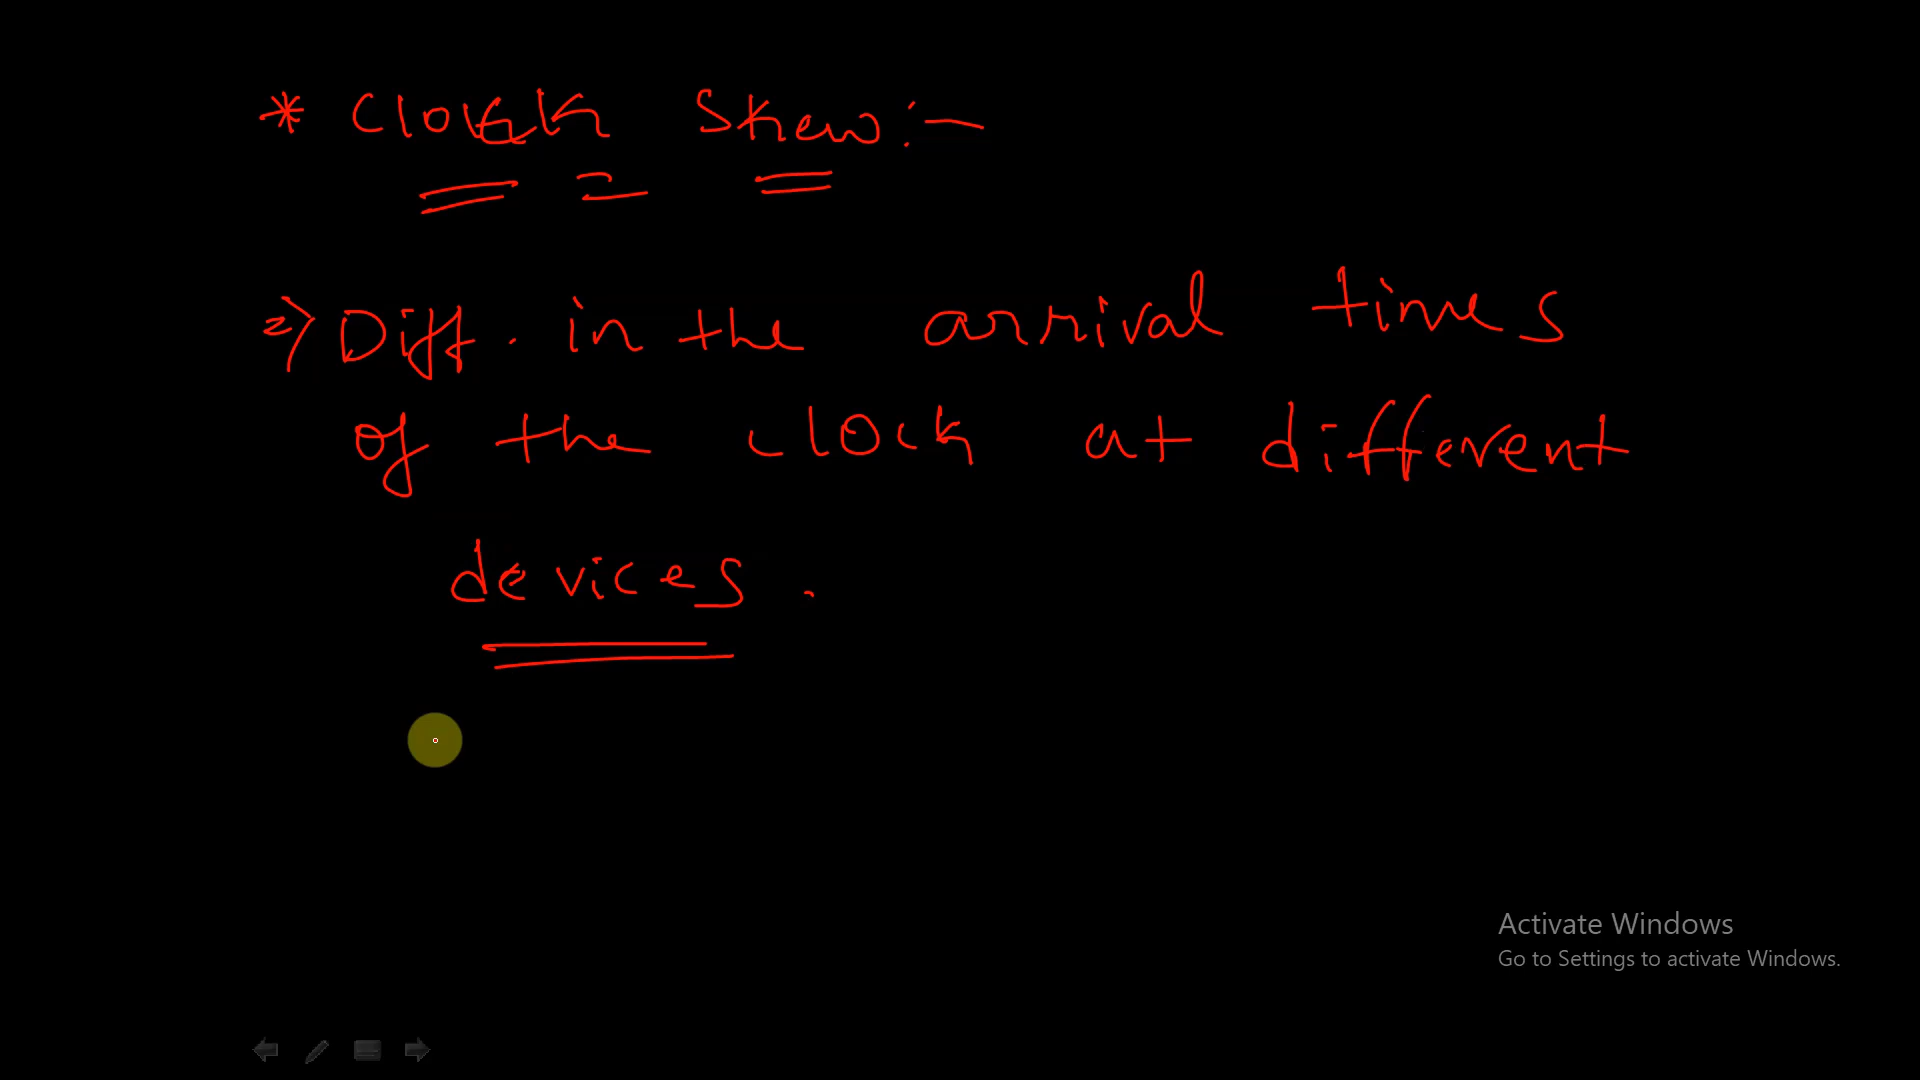 * Clock Skew :-
=) Diff. in the arrival times
of the clock at different
devices.
Activate Windows
Go to Settings to activate Windows.